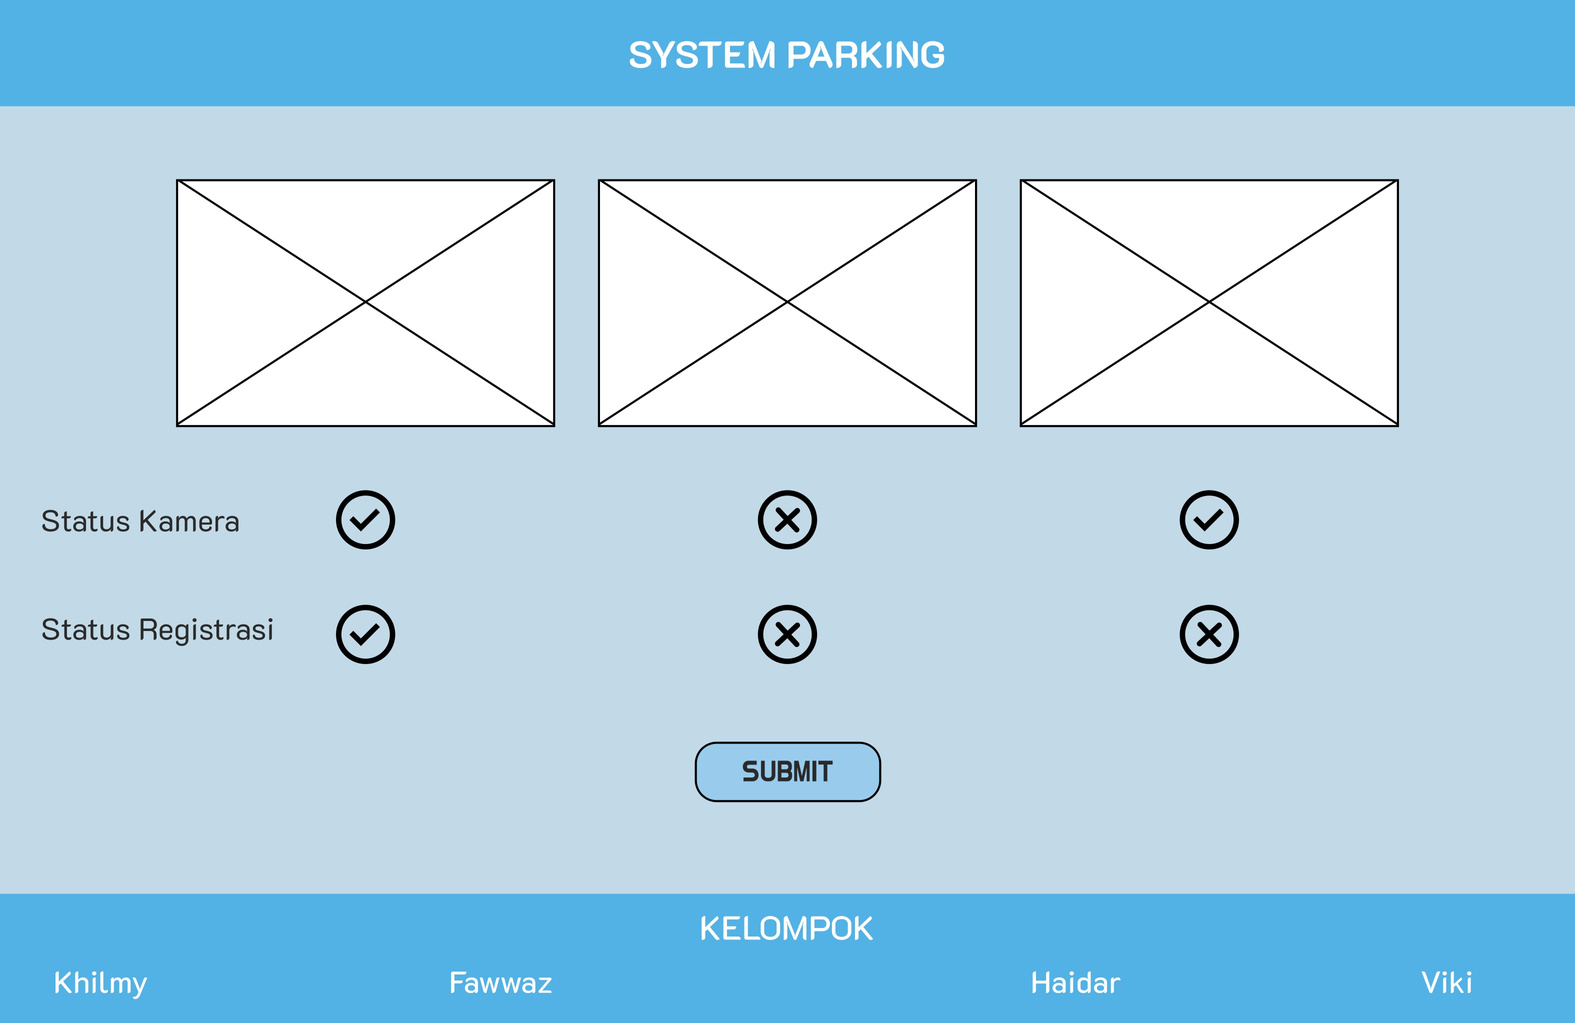 SYSTEM PARKING
Status Kamera
Status Registrasi
SUBMIT
KELOMPOK
Khilmy Fawwaz Haidar Viki